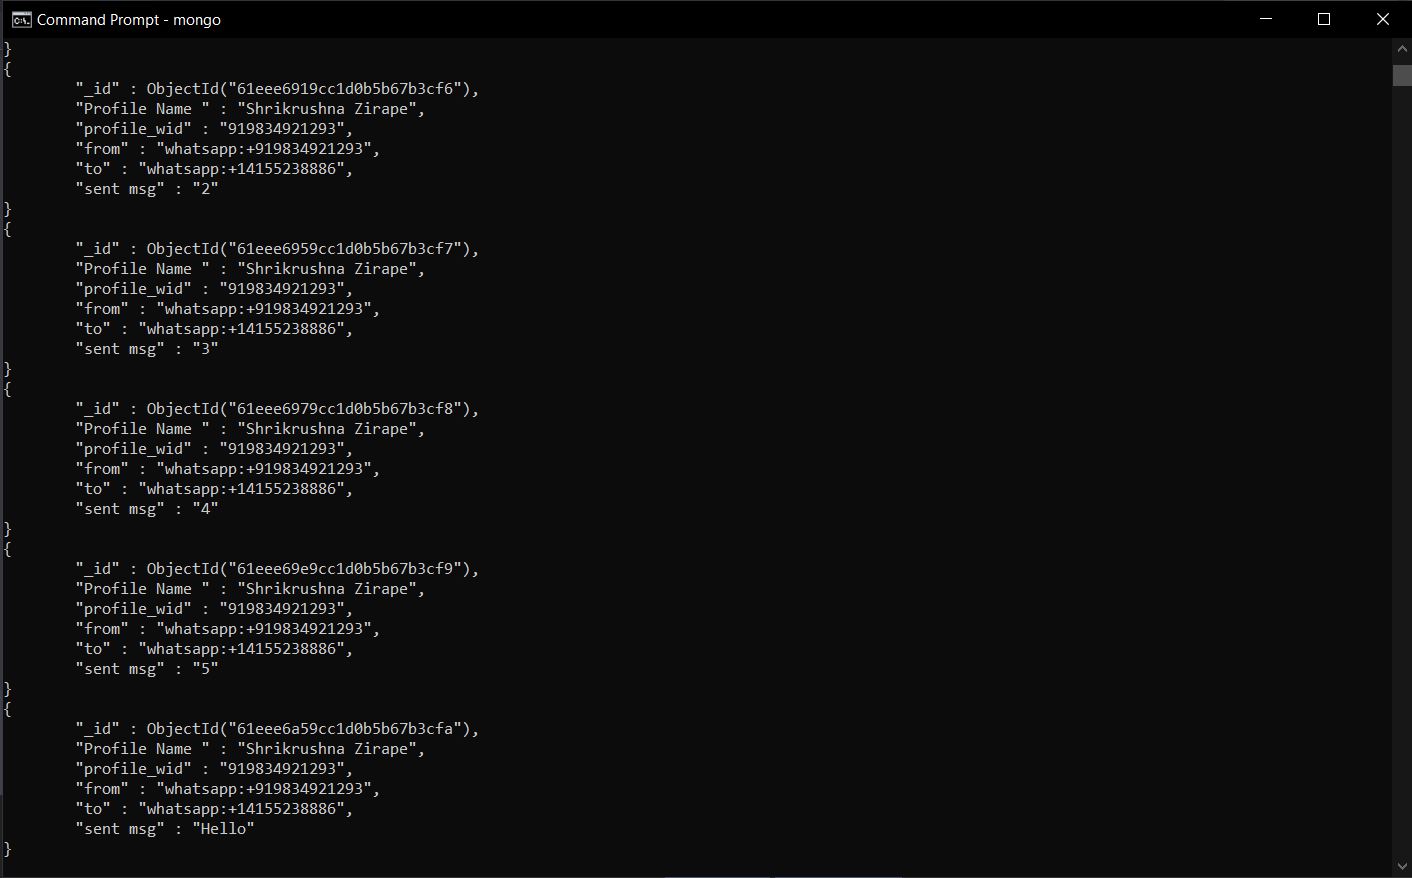 Command Prompt - mongo
}
{
"_id" : ObjectId("61eee6919cc1d0b5b67b3cf6"),
"Profile Name " : "Shrikrushna Zirape",
"profile_wid" : "919834921293",
"from" : "whatsapp:+919834921293",
"to" : "whatsapp:+14155238886",
"sent msg" : "2"
}
{
"_id" : ObjectId("61eee6959cc1d0b5b67b3cf7"),
"Profile Name " : "Shrikrushna Zirape",
"profile_wid" : "919834921293",
"from" : "whatsapp:+919834921293",
"to" : "whatsapp:+14155238886",
"sent msg" : "3"
}
{
"_id" : ObjectId("61eee6979cc1d0b5b67b3cf8"),
"Profile Name " : "Shrikrushna Zirape",
"profile_wid" : "919834921293",
"from" : "whatsapp:+919834921293",
"to" : "whatsapp:+14155238886",
"sent msg" : "4"
}
{
"_id" : ObjectId("61eee69e9cc1d0b5b67b3cf9"),
"Profile Name " : "Shrikrushna Zirape",
"profile_wid" : "919834921293",
"from" : "whatsapp:+919834921293",
"to" : "whatsapp:+14155238886",
"sent msg" : "5"
}
{
"_id" : ObjectId("61eee6a59cc1d0b5b67b3cfa"),
"Profile Name " : "Shrikrushna Zirape",
"profile_wid" : "919834921293",
"from" : "whatsapp:+919834921293",
"to" : "whatsapp:+14155238886",
"sent msg" : "Hello"
}